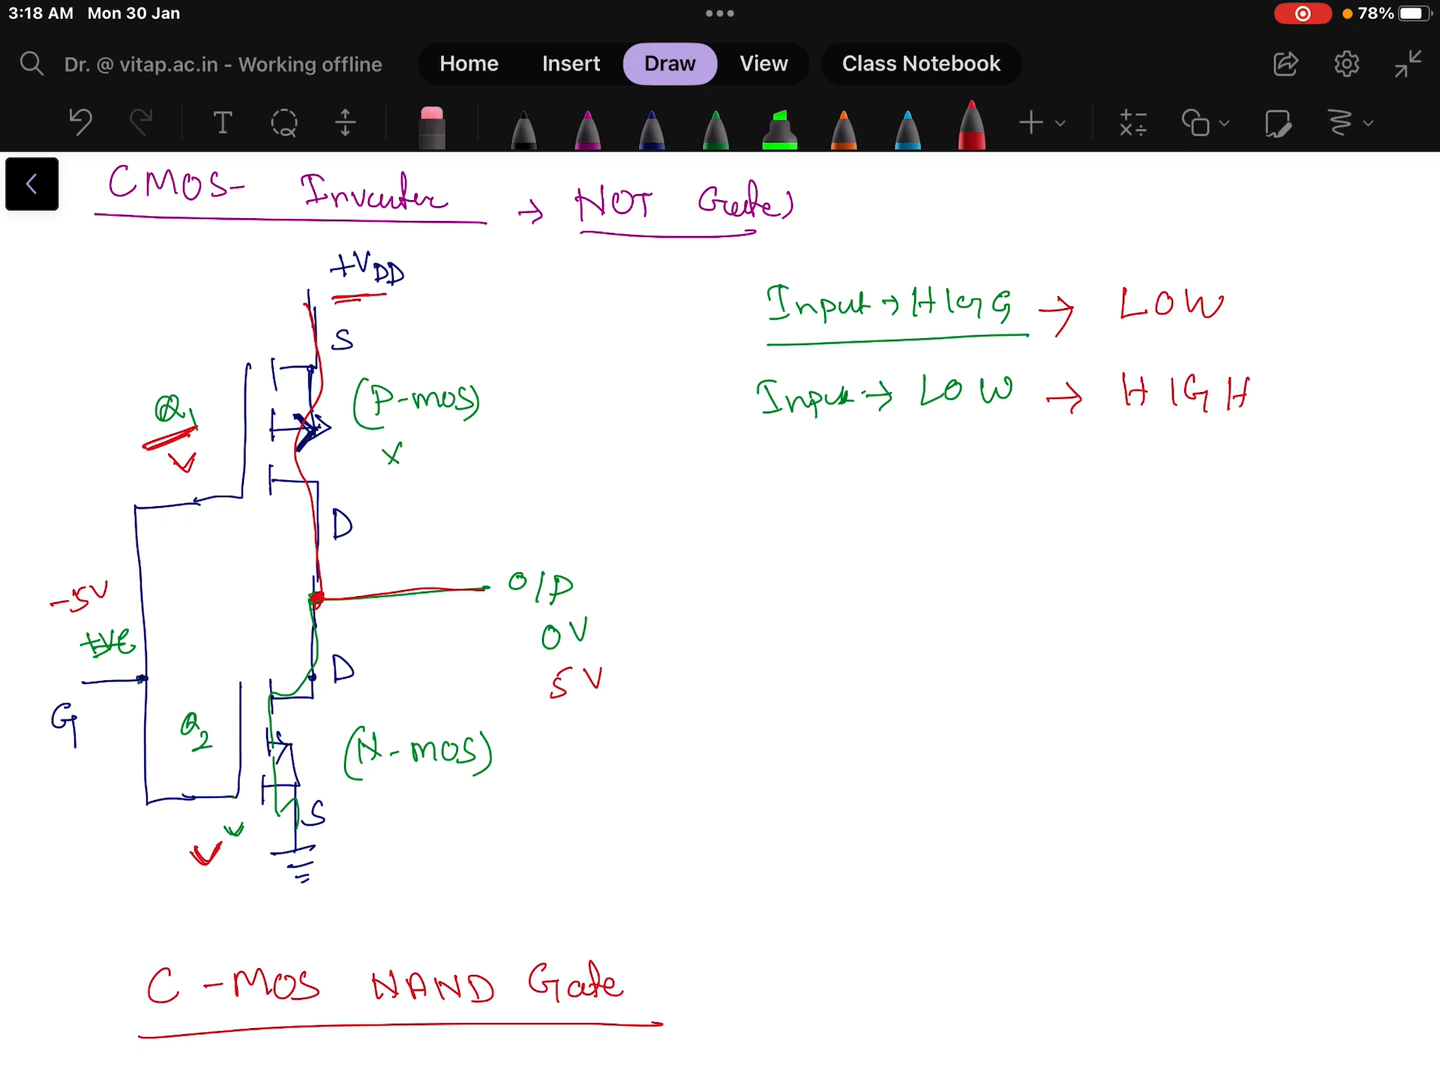 3:18 AM Mon 30 Jan
78%
Dr. @ vitap.ac.in - Working offline
Home Insert Draw View Class Notebook
CMOS- Inverter → NOT Gate)
+VDD
S
Input → HIGG → LOW
Input → LOW → HIGH
Q1
(P-mos)
X
D
-5V
O/P
+ve
0V
D
5V
G
Q2
(N-mos)
S
C-MOS NAND Gate